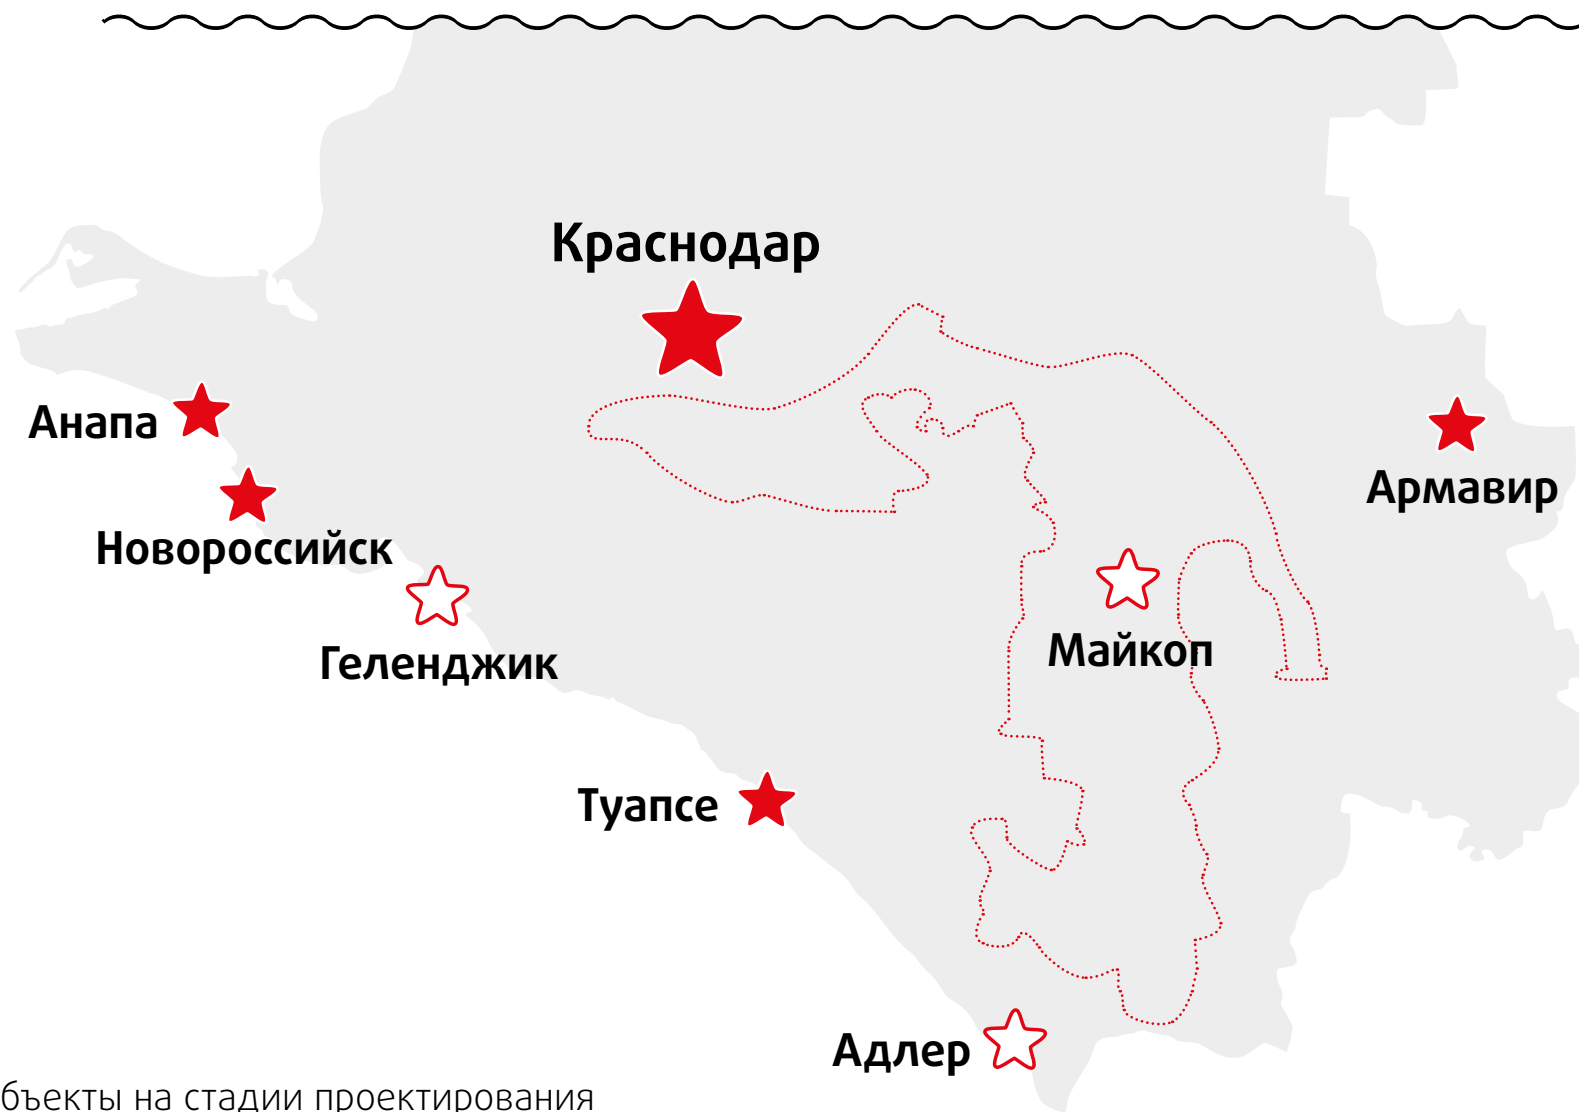 Краснодар
Анапа
Армавир
Новороссийск
Майкоп
Геленджик
Туапсе
Адлер
бъекты на стадии проектирования